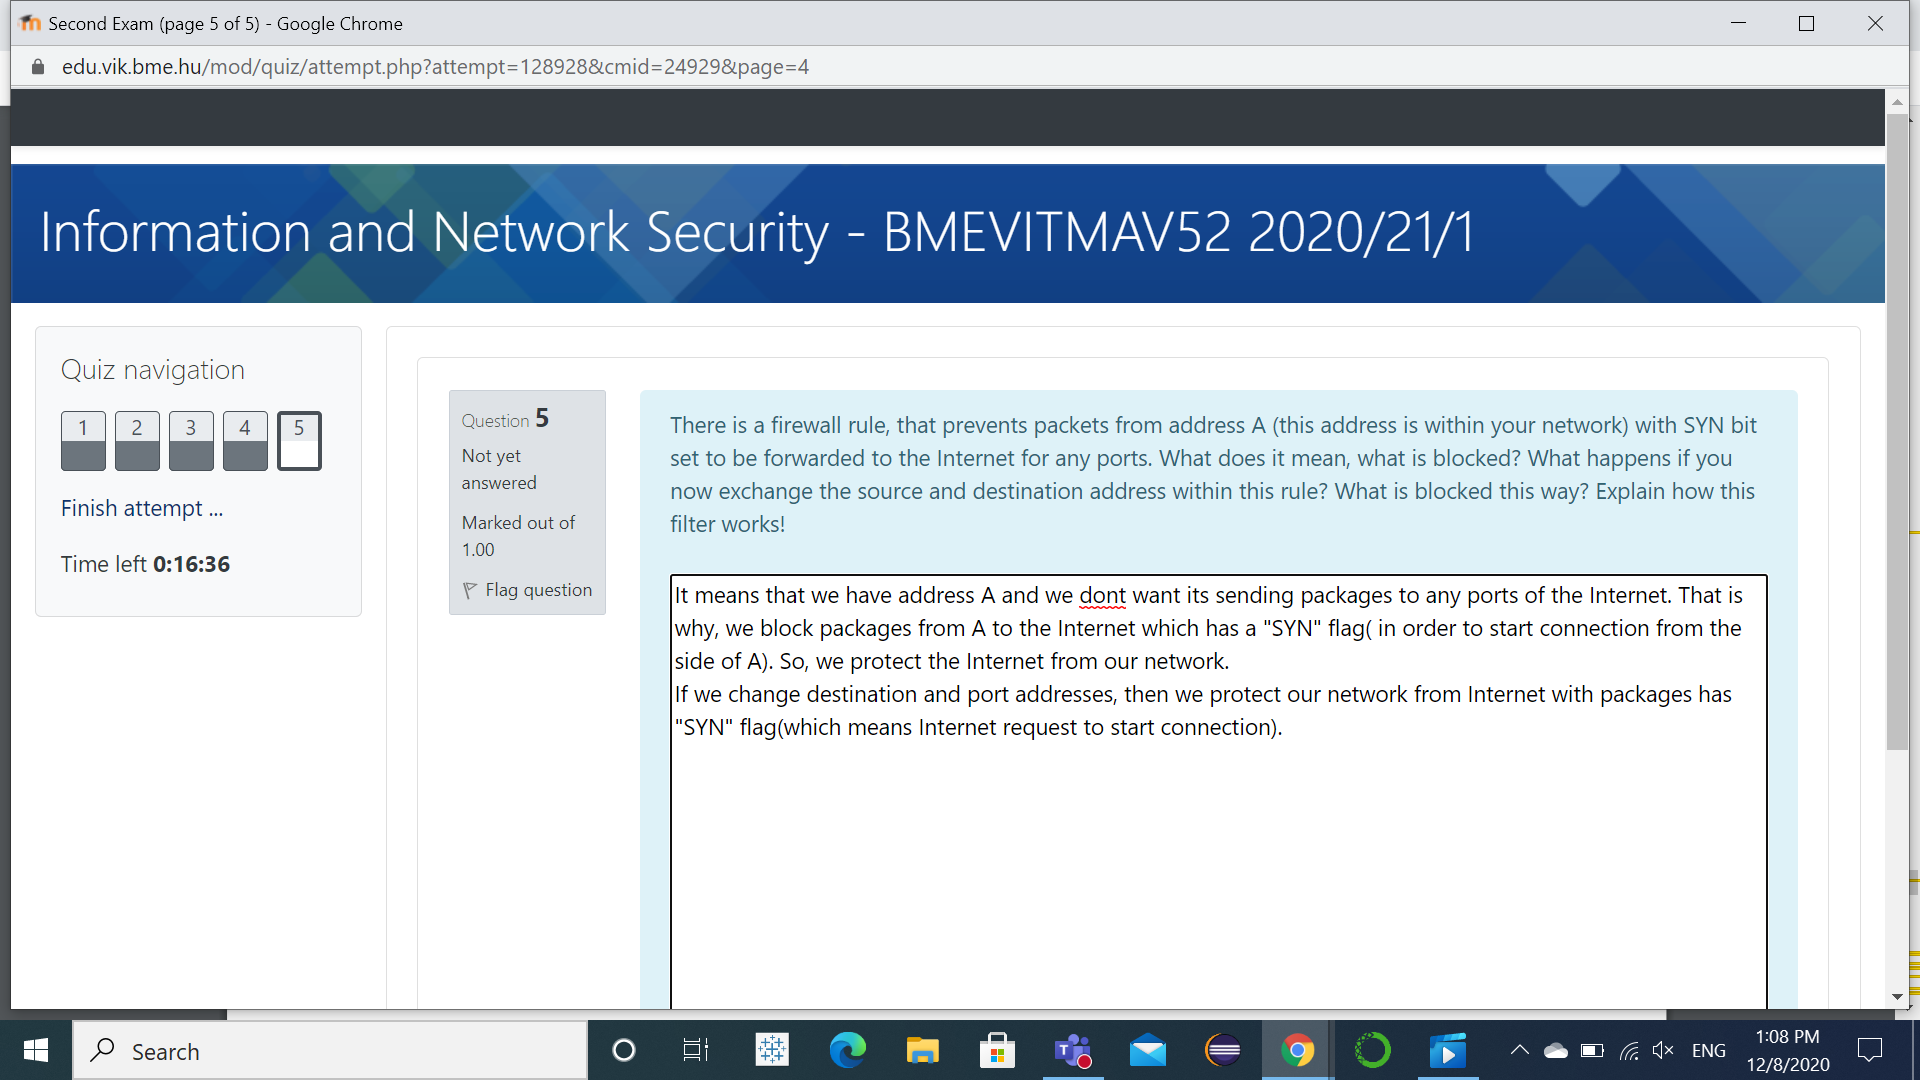 Second Exam (page 5 of 5) - Google Chrome
edu.vik.bme.hu/mod/quiz/attempt.php?attempt=128928&cmid=24929&page=4
Information and Network Security - BMEVITMAV52 2020/21/1
Quiz navigation
1 2 3 4 5
Finish attempt ...
Time left 0:16:36
Question 5
Not yet
answered
Marked out of
1.00
Flag question
There is a firewall rule, that prevents packets from address A (this address is within your network) with SYN bit
set to be forwarded to the Internet for any ports. What does it mean, what is blocked? What happens if you
now exchange the source and destination address within this rule? What is blocked this way? Explain how this
filter works!
It means that we have address A and we dont want its sending packages to any ports of the Internet. That is
why, we block packages from A to the Internet which has a "SYN" flag( in order to start connection from the
side of A). So, we protect the Internet from our network.
If we change destination and port addresses, then we protect our network from Internet with packages has
"SYN" flag(which means Internet request to start connection).
Search
ENG
1:08 PM
12/8/2020